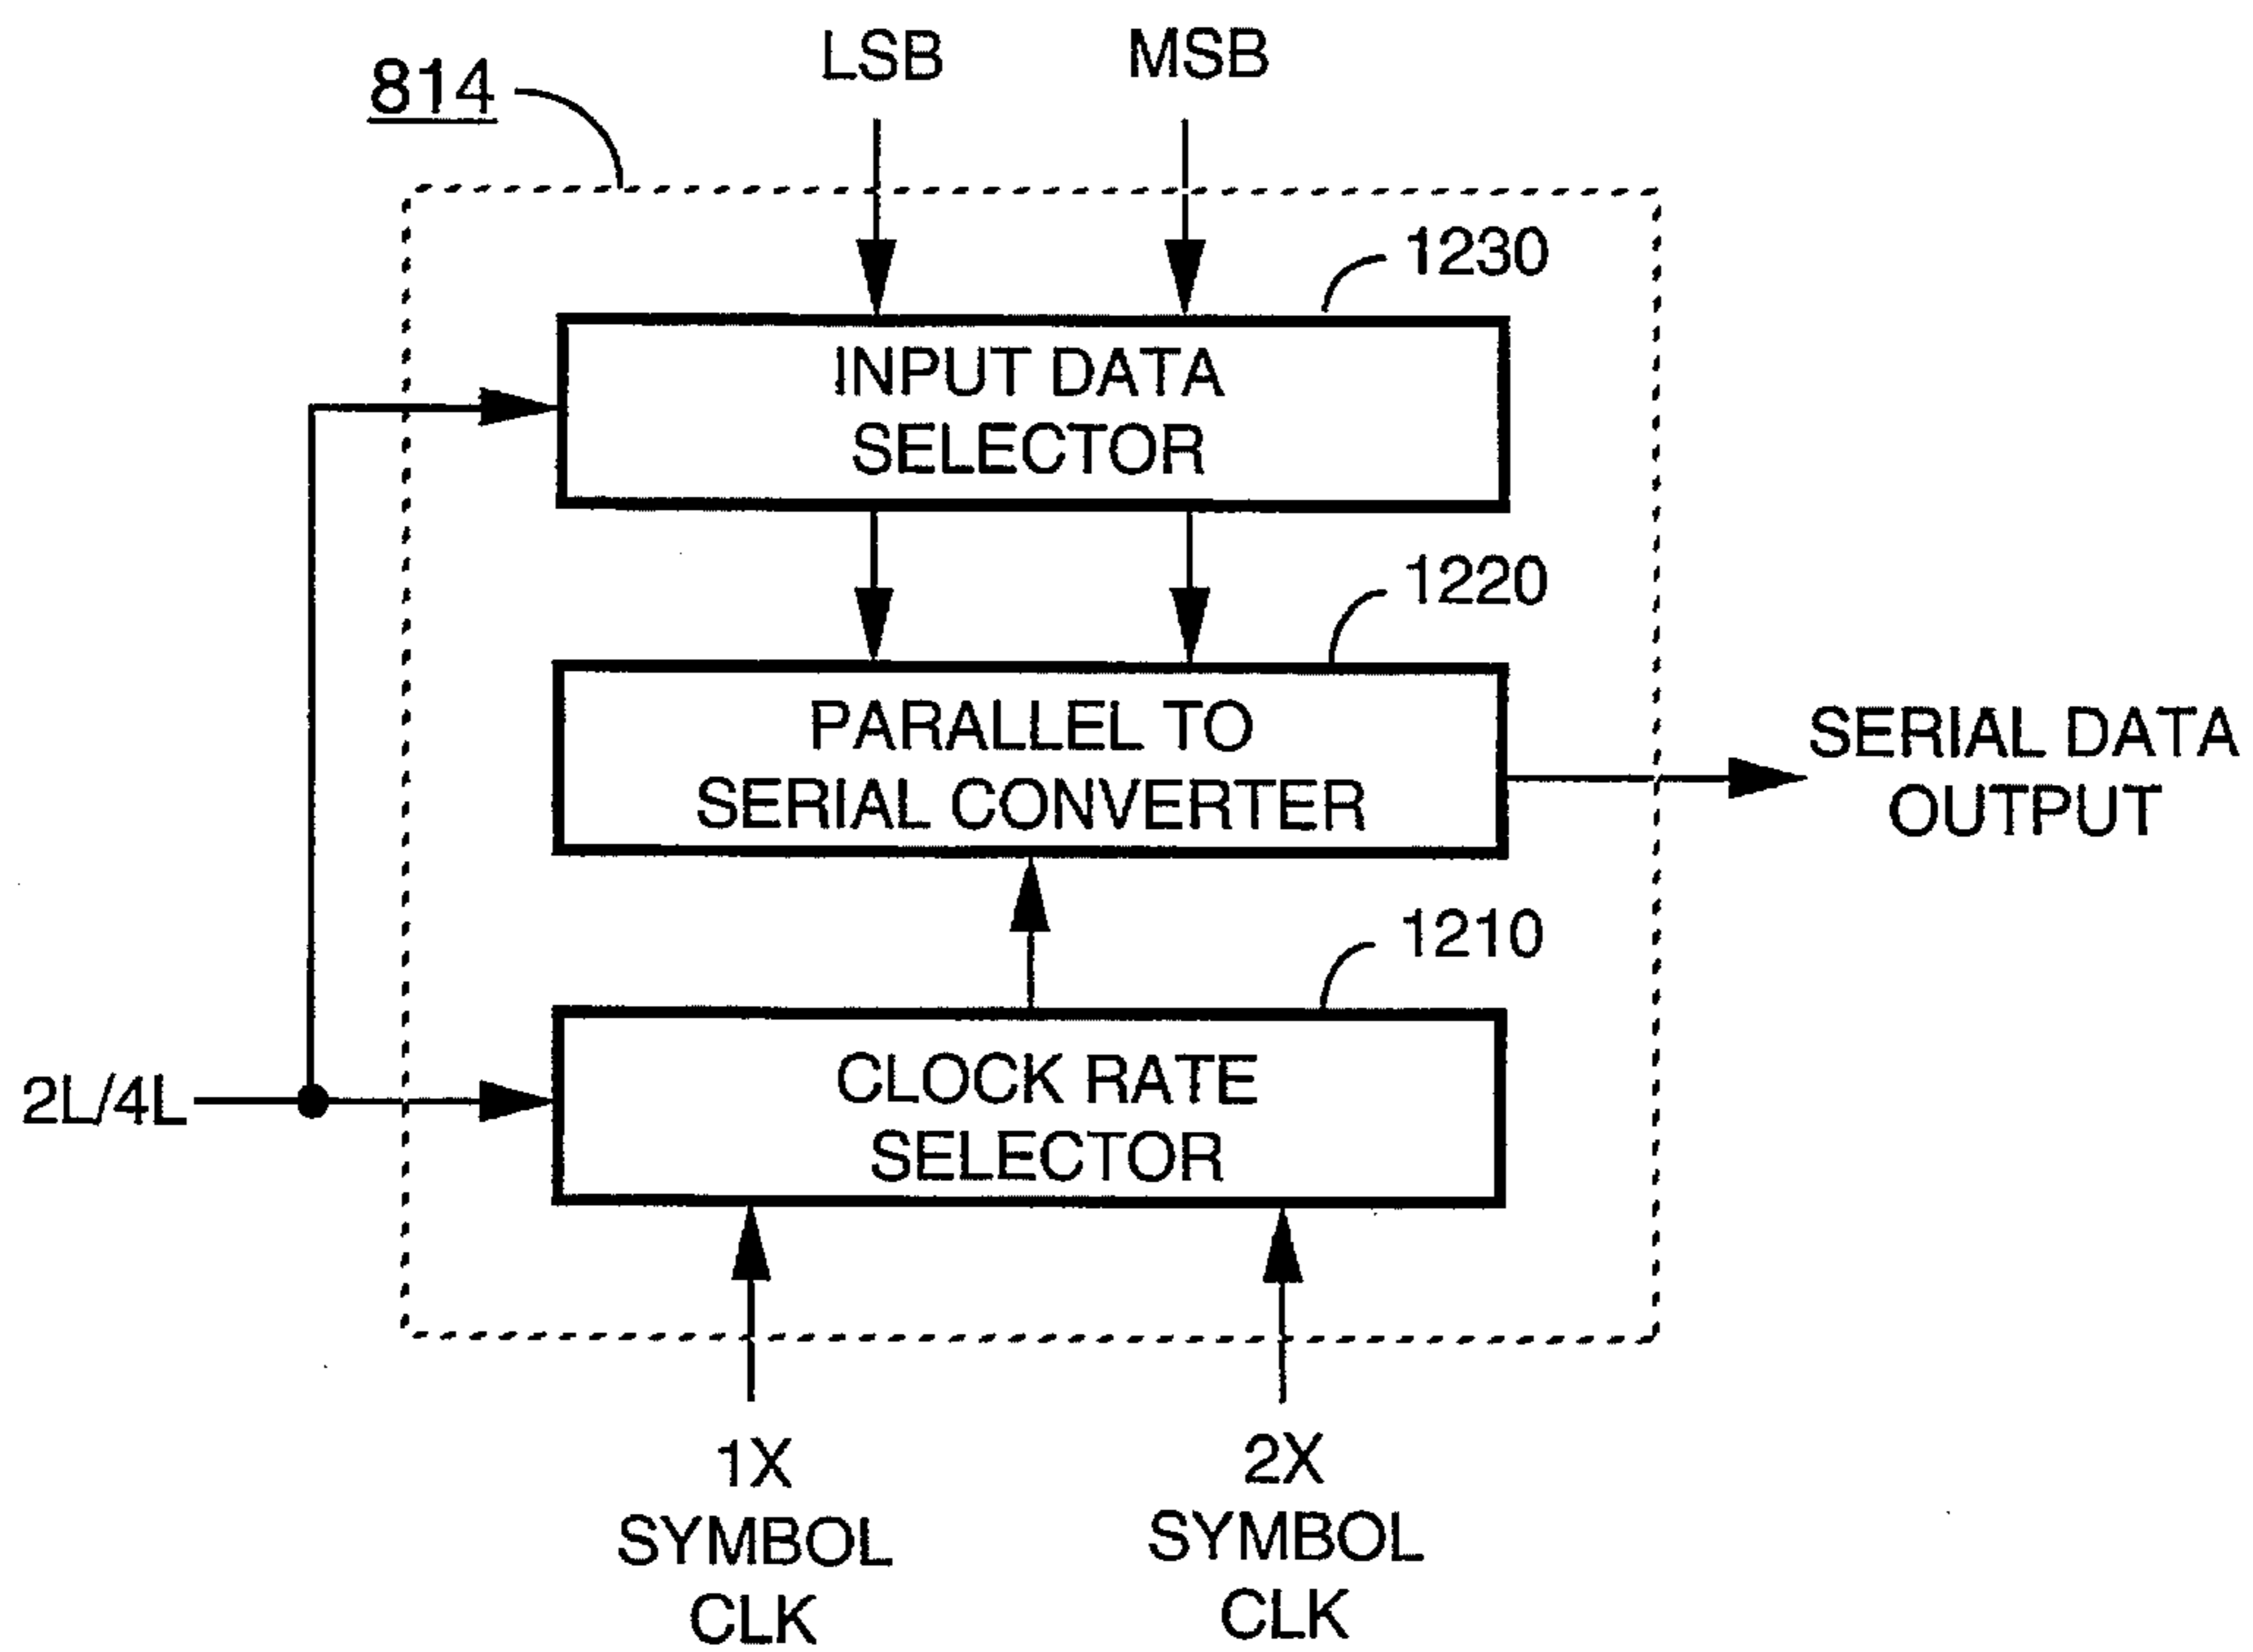 LSB
MSB
814
1230
INPUT DATA
SELECTOR
1220
PARALLEL TO
SERIAL CONVERTER
SERIAL DATA
OUTPUT
1210
2L/4L
CLOCK RATE
SELECTOR
1X
SYMBOL
CLK
2X
SYMBOL
CLK